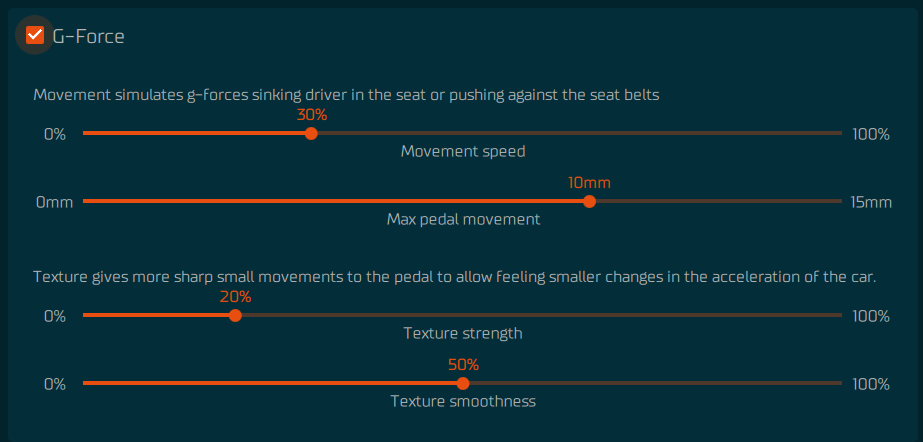 G-Force
Movement simulates g-forces sinking driver in the seat or pushing against the seat belts
30%
0% 100%
Movement speed
10mm
0mm 15mm
Max pedal movement
Texture gives more sharp small movements to the pedal to allow feeling smaller changes in the acceleration of the car.
20%
0% 100%
Texture strength
50%
0% 100%
Texture smoothness